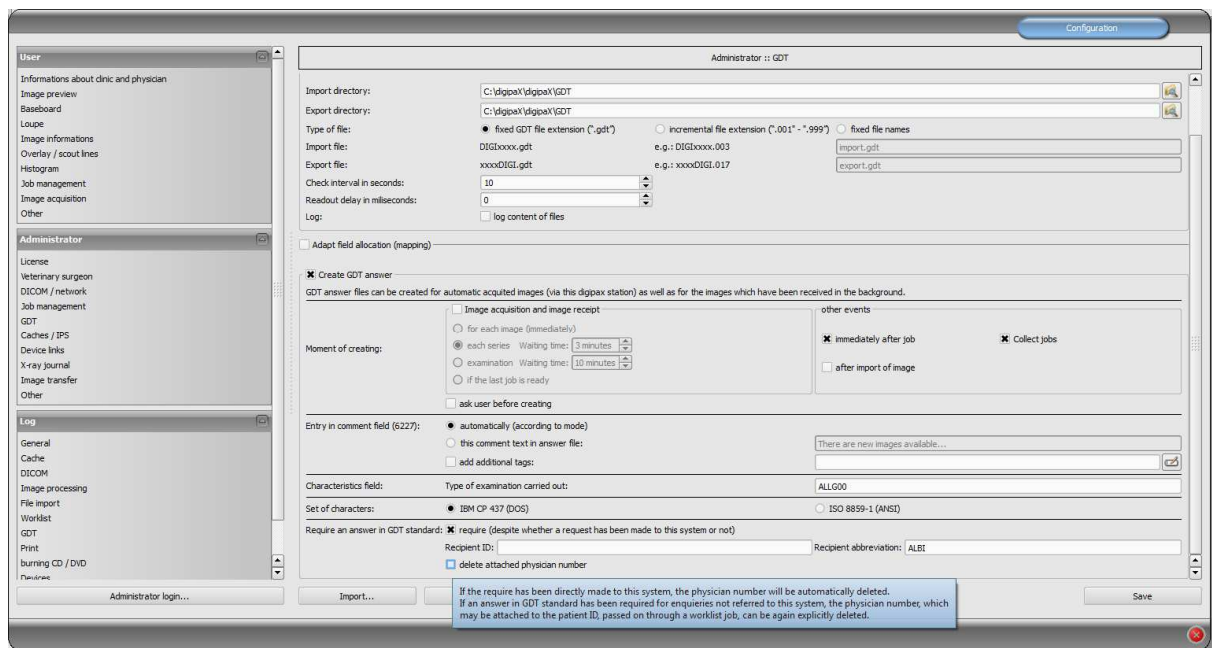 Configuration
User
Informations about clinic and physician
Image preview
Baseboard
Loupe
Image informations
Overlay / scout lines
Histogram
Job management
Image acquisition
Other
Administrator
License
Veterinary surgeon
DICOM / network
Job management
GDT
Caches / IPS
Device links
X-ray journal
Image transfer
Other
Log
General
Cache
DICOM
Image processing
File import
Worklist
GDT
Print
burning CD / DVD
Devices
Administrator login...
Administrator :: GDT
Import directory: C:\digipaX\digipaX\GDT
Export directory: C:\digipaX\digipaX\GDT
Type of file: fixed GDT file extension (".gdt") incremental file extension (".001" - ".999") fixed file names
Import file: DIGIxxxx.gdt e.g.: DIGIxxxx.003 import.gdt
Export file: xxxxDIGI.gdt e.g.: xxxxDIGI.017 export.gdt
Check interval in seconds: 10
Readout delay in miliseconds: 0
Log: log content of files
Adapt field allocation (mapping)
Create GDT answer
GDT answer files can be created for automatic acquited images (via this digipax station) as well as for the images which have been received in the background.
Moment of creating:
Image acquisition and image receipt
for each image (immediately)
each series Waiting time: 3 minutes
examination Waiting time: 10 minutes
if the last job is ready
other events
immediately after job Collect jobs
after import of image
ask user before creating
Entry in comment field (6227): automatically (according to mode)
this comment text in answer file: There are new images available...
add additional tags:
Characteristics field: Type of examination carried out: ALLG00
Set of characters: IBM CP 437 (DOS) ISO 8859-1 (ANSI)
Require an answer in GDT standard: require (despite whether a request has been made to this system or not)
Recipient ID: Recipient abbreviation: ALBI
delete attached physician number
If the require has been directly made to this system, the physician number will be automatically deleted.
If an answer in GDT standard has been required for enquieries not referred to this system, the physician number, which
may be attached to the patient ID, passed on through a worklist job, can be again explicitly deleted.
Import... Save